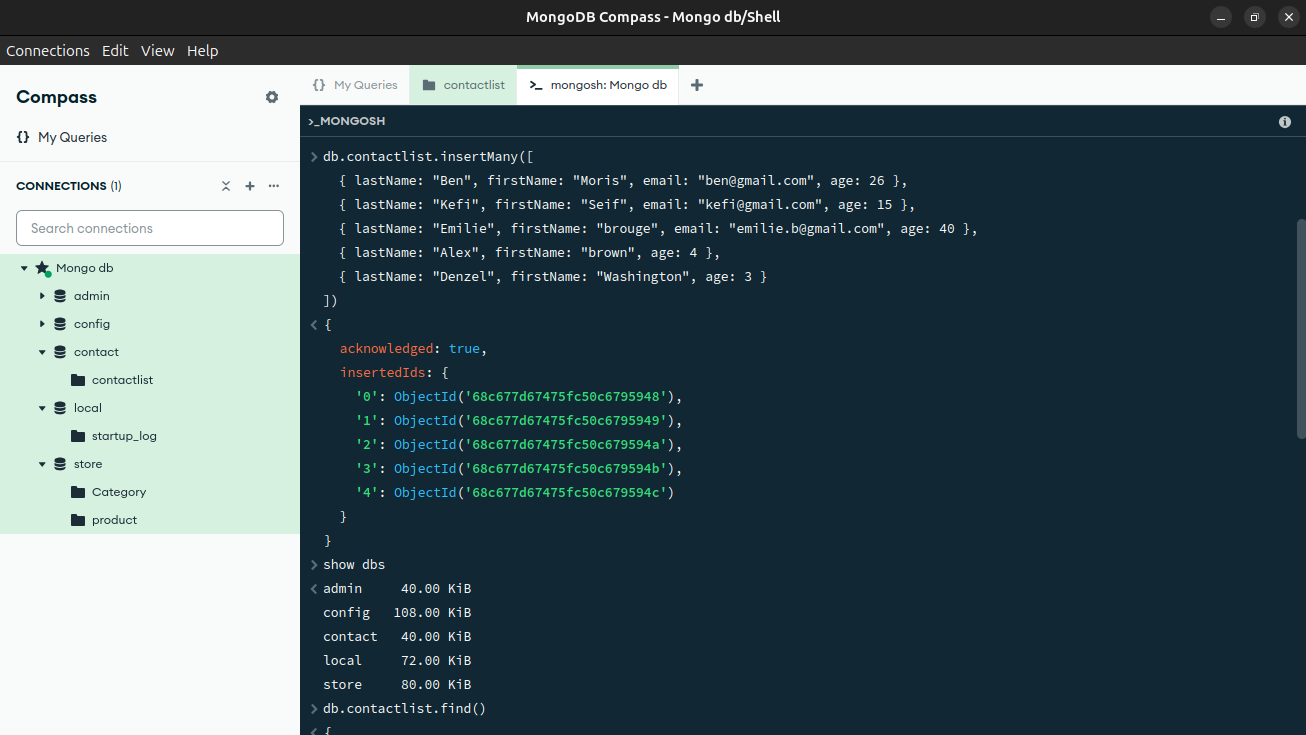 MongoDB Compass - Mongo db/Shell
Connections Edit View Help
Compass
{} My Queries
CONNECTIONS (1)
Search connections
Mongo db
admin
config
contact
contactlist
local
startup_log
store
Category
product
{} My Queries contactlist >_ mongosh: Mongo db +
>_MONGOSH
> db.contactlist.insertMany([
{ lastName: "Ben", firstName: "Moris", email: "ben@gmail.com", age: 26 },
{ lastName: "Kefi", firstName: "Seif", email: "kefi@gmail.com", age: 15 },
{ lastName: "Emilie", firstName: "brouge", email: "emilie.b@gmail.com", age: 40 },
{ lastName: "Alex", firstName: "brown", age: 4 },
{ lastName: "Denzel", firstName: "Washington", age: 3 }
])
< {
acknowledged: true,
insertedIds: {
'0': ObjectId('68c677d67475fc50c6795948'),
'1': ObjectId('68c677d67475fc50c6795949'),
'2': ObjectId('68c677d67475fc50c679594a'),
'3': ObjectId('68c677d67475fc50c679594b'),
'4': ObjectId('68c677d67475fc50c679594c')
}
}
> show dbs
< admin 40.00 KiB
config 108.00 KiB
contact 40.00 KiB
local 72.00 KiB
store 80.00 KiB
> db.contactlist.find()
< {